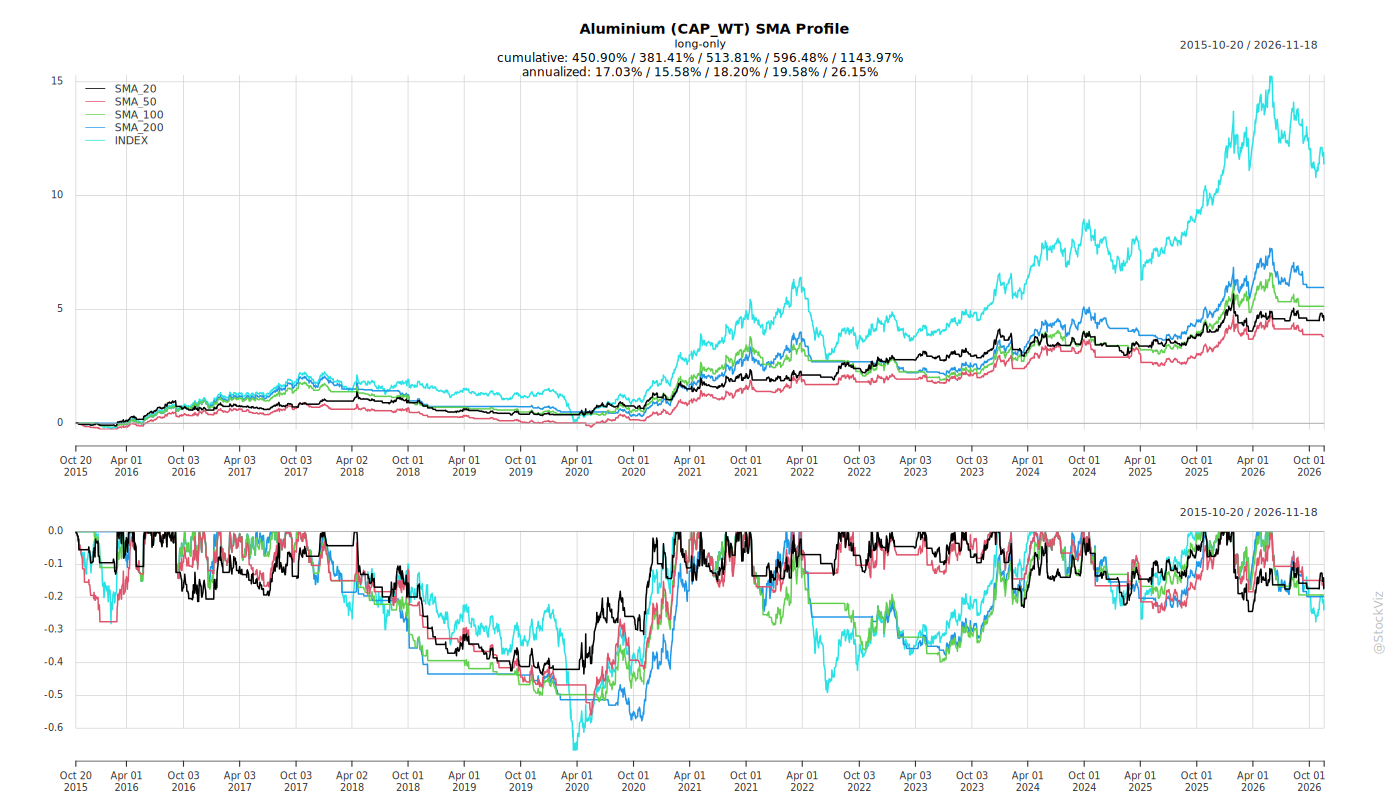 Aluminium (CAP_WT) SMA Profile
long-only
2015-10-20 / 2026-11-18
cumulative: 450.90% / 381.41% / 513.81% / 596.48% / 1143.97%
annualized: 17.03% / 15.58% / 18.20% / 19.58% / 26.15%
15
10
5
0
SMA_20
SMA_50
SMA_100
SMA_200
INDEX
Oct 20 Apr 01 Oct 03 Apr 03 Oct 03 Apr 02 Oct 01 Apr 01 Oct 01 Apr 01 Oct 01 Apr 01 Oct 01 Apr 01 Oct 03 Apr 03 Oct 03 Apr 01 Oct 01 Apr 01 Oct 01 Apr 01 Oct 01
2015 2016 2016 2017 2017 2018 2018 2019 2019 2020 2020 2021 2021 2022 2022 2023 2023 2024 2024 2025 2025 2026 2026
2015-10-20 / 2026-11-18
0.0
-0.1
-0.2
-0.3
-0.4
-0.5
-0.6
Oct 20 Apr 01 Oct 03 Apr 03 Oct 03 Apr 02 Oct 01 Apr 01 Oct 01 Apr 01 Oct 01 Apr 01 Oct 01 Apr 01 Oct 03 Apr 03 Oct 03 Apr 01 Oct 01 Apr 01 Oct 01 Apr 01 Oct 01
2015 2016 2016 2017 2017 2018 2018 2019 2019 2020 2020 2021 2021 2022 2022 2023 2023 2024 2024 2025 2025 2026 2026
@StockViz